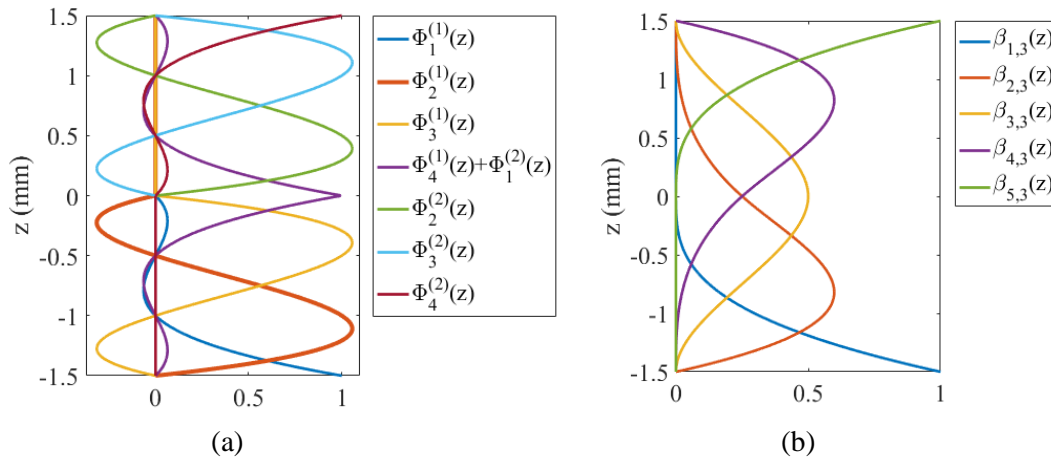 1.5
1
0.5
0
-0.5
-1
-1.5
z (mm)
0
0.5
1
Φ₁⁽¹⁾(z)
Φ₂⁽¹⁾(z)
Φ₃⁽¹⁾(z)
Φ₄⁽¹⁾(z)+Φ₁⁽²⁾(z)
Φ₂⁽²⁾(z)
Φ₃⁽²⁾(z)
Φ₄⁽²⁾(z)
(a)
1.5
1
0.5
0
-0.5
-1
-1.5
z (mm)
0
0.5
1
β₁,₃(z)
β₂,₃(z)
β₃,₃(z)
β₄,₃(z)
β₅,₃(z)
(b)